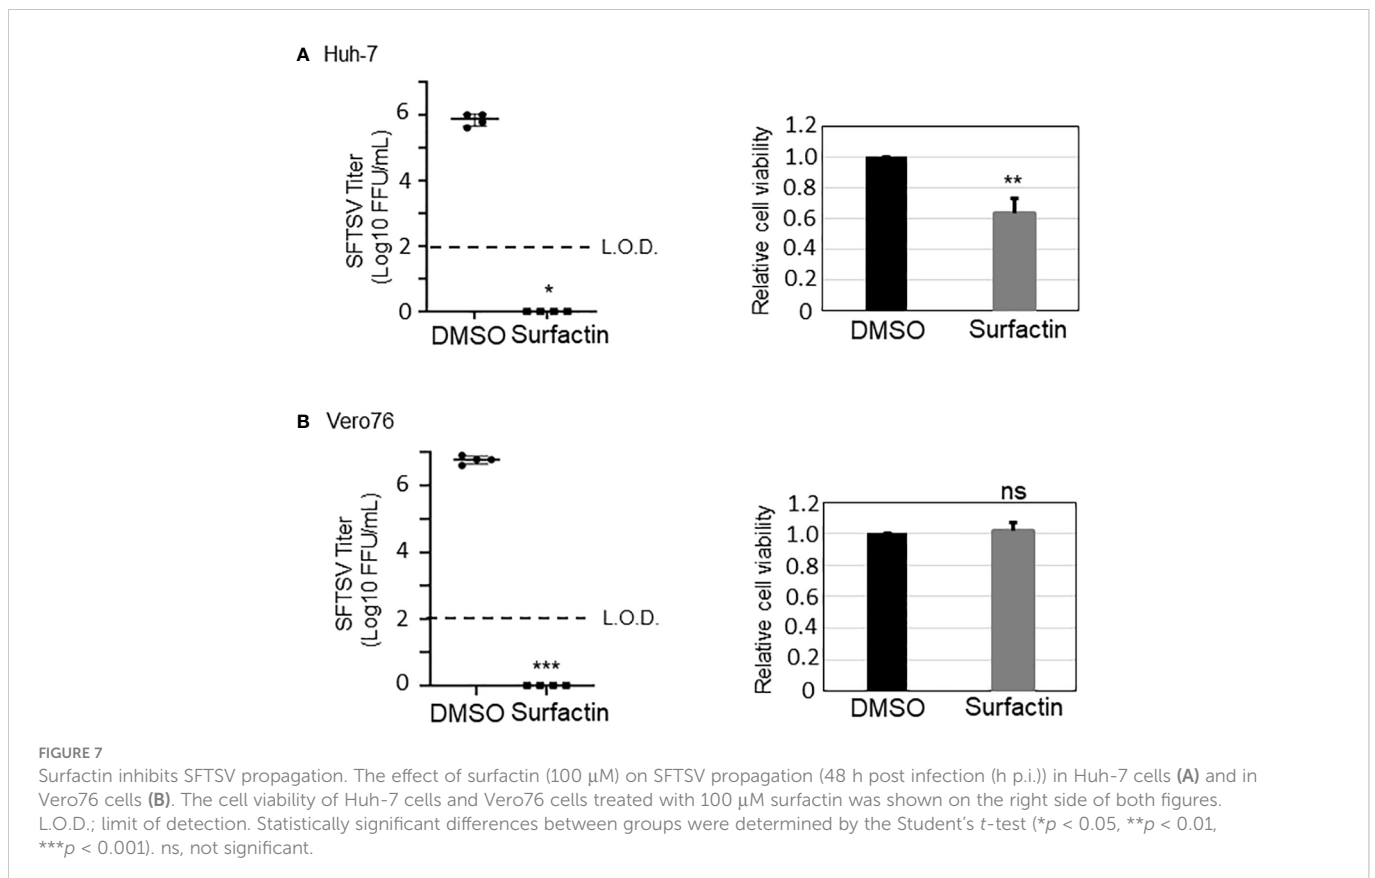 A Huh-7
SFTSV Titer
(Log10 FFU/mL)
6
4
2
0
L.O.D.
*
DMSO Surfactin
Relative cell viability
1.2
1.0
0.8
0.6
0.4
0.2
0
**
DMSO Surfactin
B Vero76
SFTSV Titer
(Log10 FFU/mL)
6
4
2
0
L.O.D.
***
DMSO Surfactin
Relative cell viability
1.2
1.0
0.8
0.6
0.4
0.2
0
ns
DMSO Surfactin
FIGURE 7
Surfactin inhibits SFTSV propagation. The effect of surfactin (100 μM) on SFTSV propagation (48 h post infection (h p.i.)) in Huh-7 cells (A) and in
Vero76 cells (B). The cell viability of Huh-7 cells and Vero76 cells treated with 100 μM surfactin was shown on the right side of both figures.
L.O.D.; limit of detection. Statistically significant differences between groups were determined by the Student’s t-test (*p < 0.05, **p < 0.01,
***p < 0.001). ns, not significant.